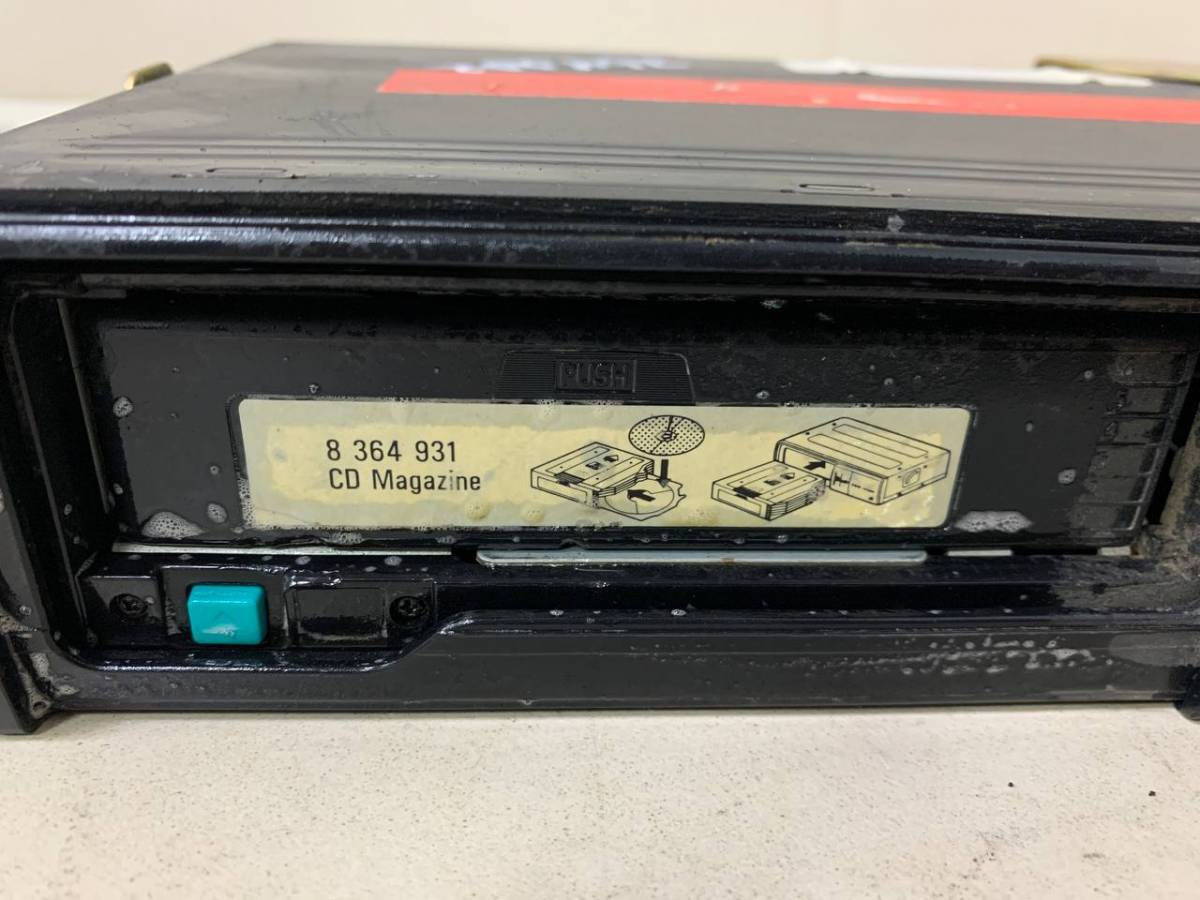 PUSH
8 364 931
CD Magazine